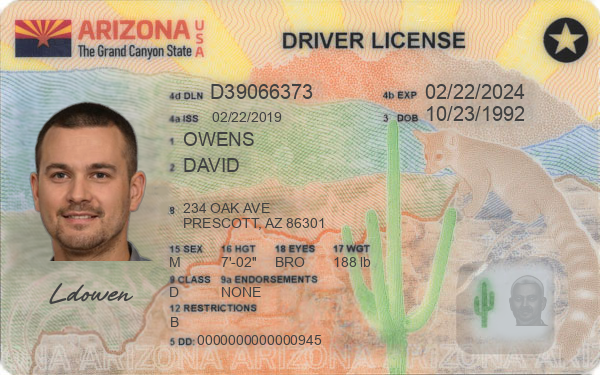 ARIZONA USA
The Grand Canyon State
DRIVER LICENSE
4d DLN D39066373 4b EXP 02/22/2024
4a ISS 02/22/2019 3 DOB 10/23/1992
1 OWENS
2 DAVID
8 234 OAK AVE
PRESCOTT, AZ 86301
15 SEX 16 HGT 18 EYES 17 WGT
M 7'-02" BRO 188 lb
9 CLASS 9a ENDORSEMENTS
D NONE
Ldowen
12 RESTRICTIONS
B
5 DD: 0000000000000945
ARIZONA ARIZONA ARIZONA ARIZONA